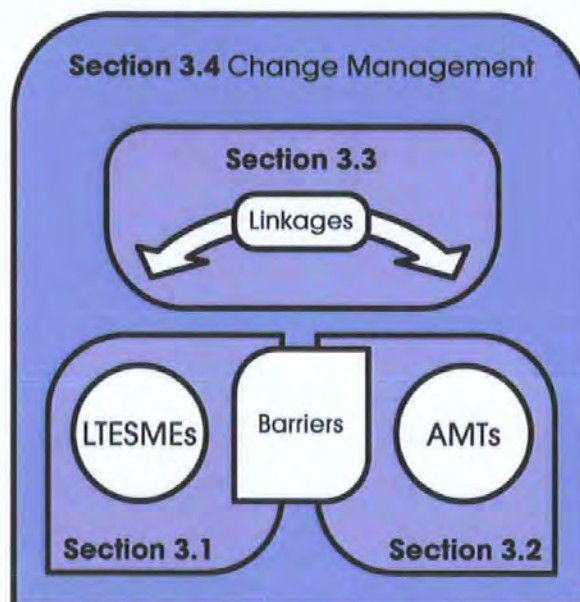 Section 3.4 Change Management
Section 3.3
Linkages
LTESMEs
Barriers
AMTs
Section 3.1
Section 3.2